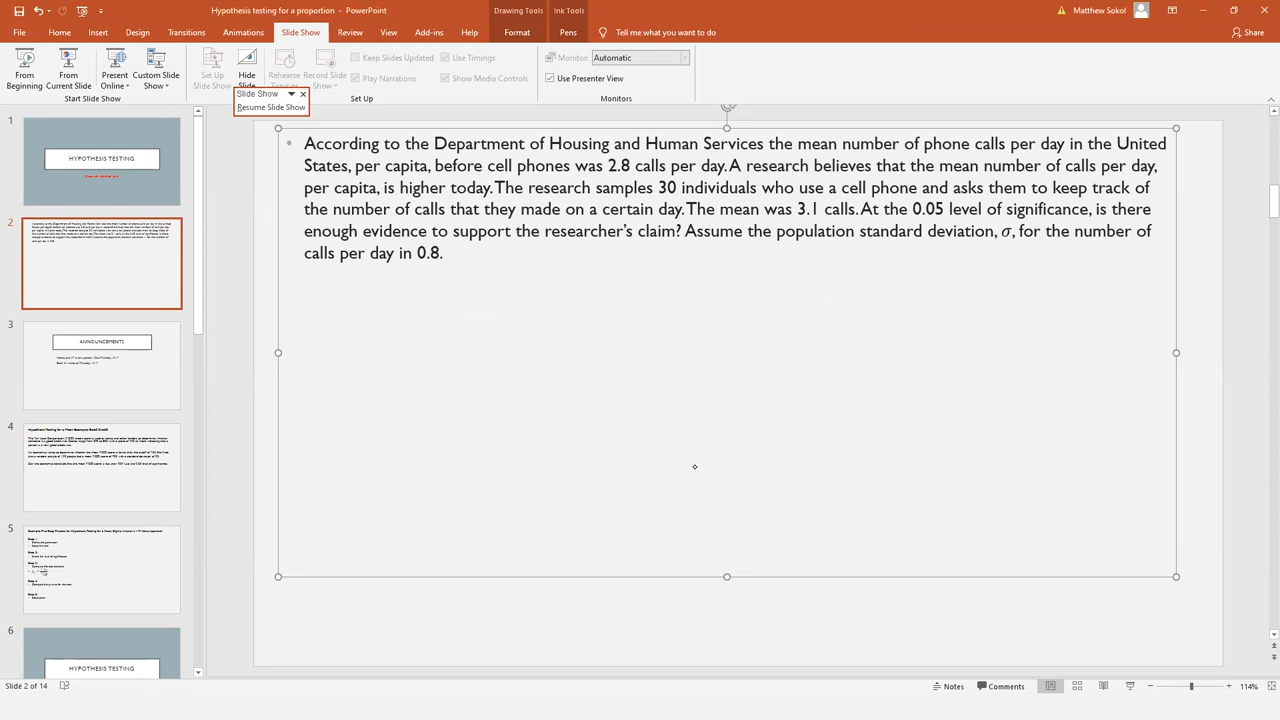 Hypothesis testing for a proportion - PowerPoint
Drawing Tools
Ink Tools
Matthew Sokol
File
Home
Insert
Design
Transitions
Animations
Slide Show
Review
View
Add-ins
Help
Format
Pens
Tell me what you want to do
Share
From Beginning
From Current Slide
Present Online
Custom Slide Show
Start Slide Show
Set Up Slide Show
Hide Slide
Rehearse Timings
Record Slide Show
Keep Slides Updated
Play Narrations
Use Timings
Show Media Controls
Set Up
Monitor: Automatic
Use Presenter View
Monitors
Slide Show
Resume Slide Show
1
HYPOTHESIS TESTING
2
3
ANNOUNCEMENTS
4
5
6
HYPOTHESIS TESTING
• According to the Department of Housing and Human Services the mean number of phone calls per day in the United
States, per capita, before cell phones was 2.8 calls per day. A research believes that the mean number of calls per day,
per capita, is higher today. The research samples 30 individuals who use a cell phone and asks them to keep track of
the number of calls that they made on a certain day. The mean was 3.1 calls. At the 0.05 level of significance, is there
enough evidence to support the researcher's claim? Assume the population standard deviation, σ, for the number of
calls per day in 0.8.
Slide 2 of 14
Notes
Comments
114%